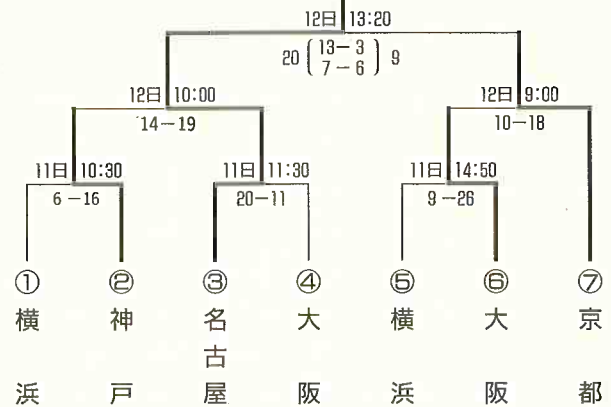 12日 13:20
20 ( 13-3 7-6 ) 9
12日 10:00
14-19
12日 9:00
10-18
11日 10:30
6-16
11日 11:30
20-11
11日 14:50
9-26
① 横浜
② 神戸
③ 名古屋
④ 大阪
⑤ 横浜
⑥ 大阪
⑦ 京都